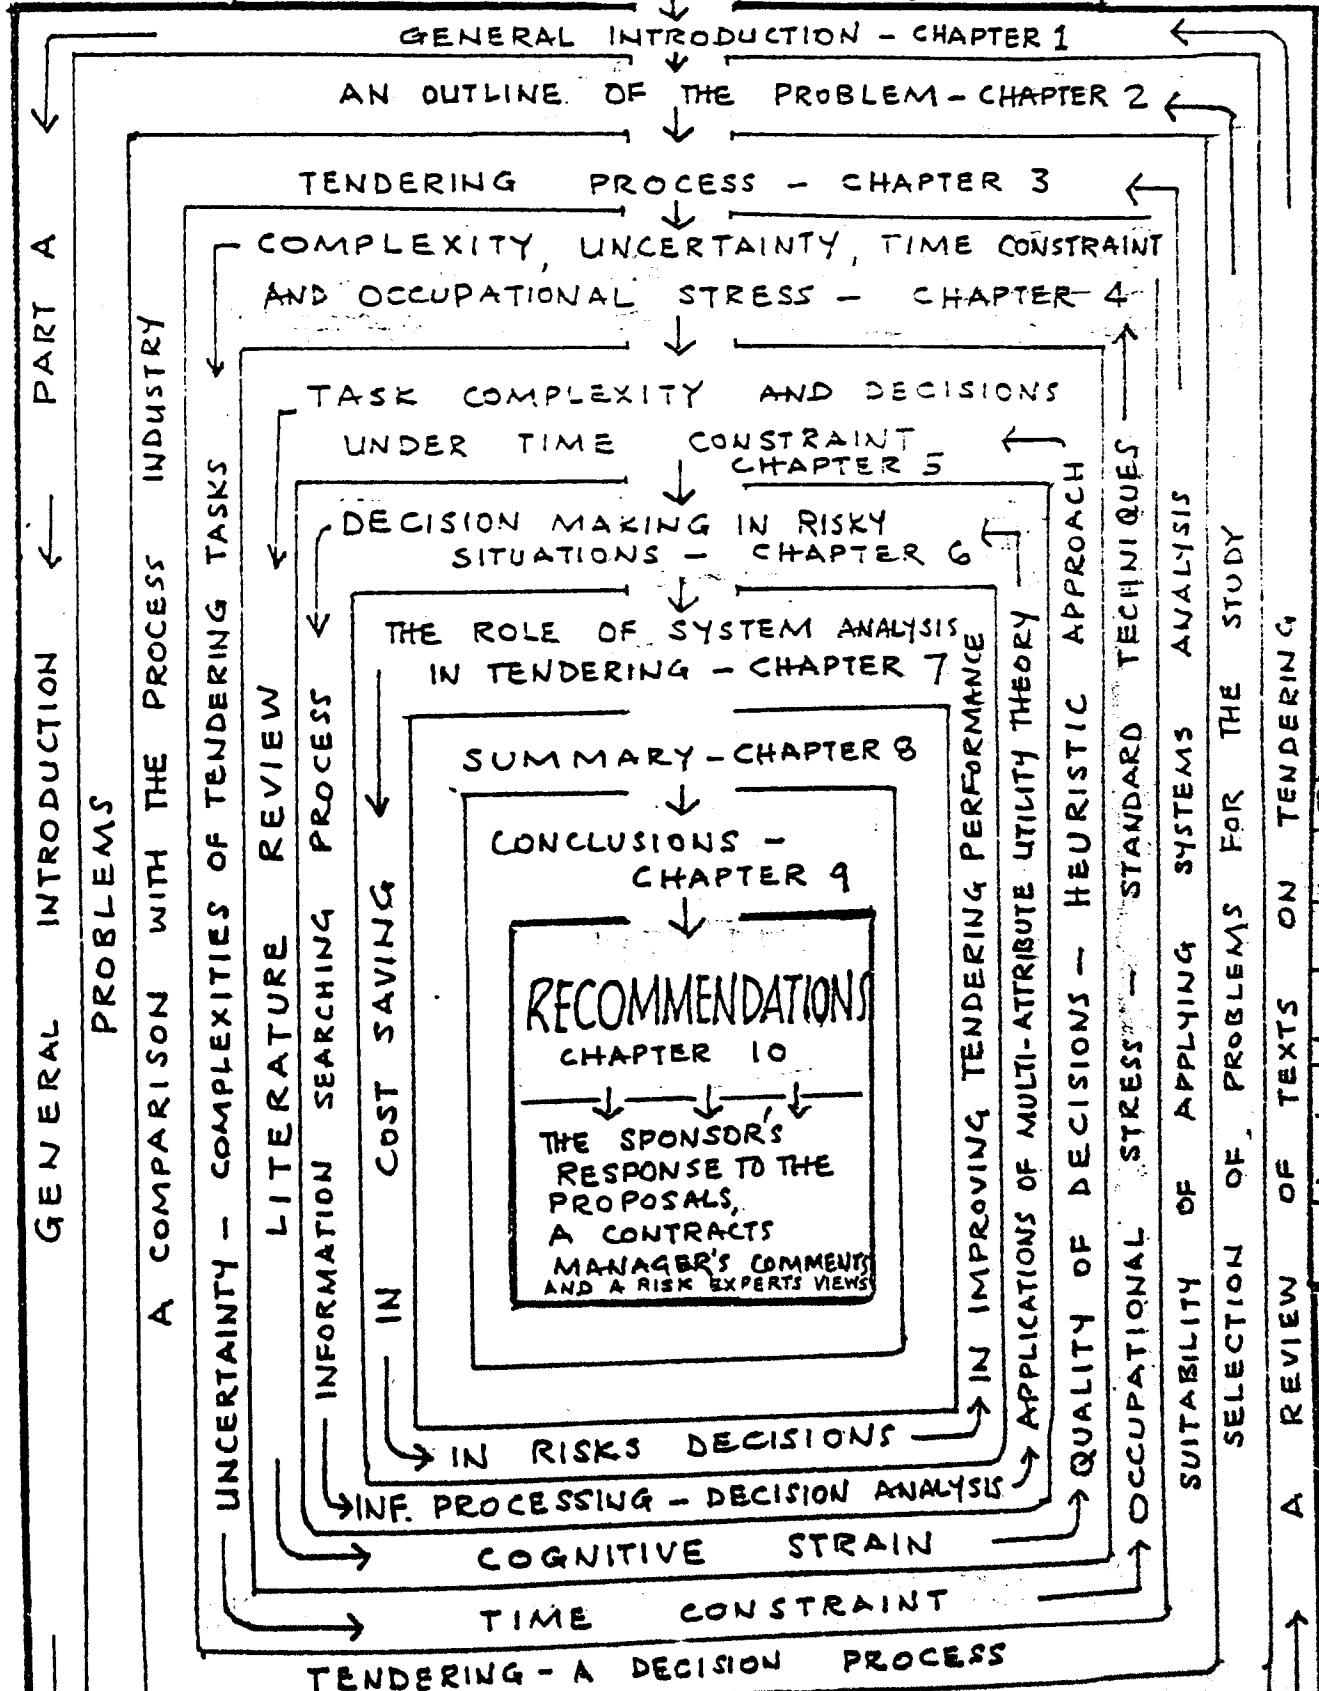 GENERAL INTRODUCTION - CHAPTER 1
AN OUTLINE OF THE PROBLEM - CHAPTER 2
TENDERING PROCESS - CHAPTER 3
COMPLEXITY, UNCERTAINTY, TIME CONSTRAINT
AND OCCUPATIONAL STRESS - CHAPTER 4
TASK COMPLEXITY AND DECISIONS
UNDER TIME CONSTRAINT
CHAPTER 5
DECISION MAKING IN RISKY
SITUATIONS - CHAPTER 6
THE ROLE OF SYSTEM ANALYSIS
IN TENDERING - CHAPTER 7
SUMMARY - CHAPTER 8
CONCLUSIONS -
CHAPTER 9
RECOMMENDATIONS
CHAPTER 10
THE SPONSOR'S
RESPONSE TO THE
PROPOSALS,
A CONTRACTS
MANAGER'S COMMENTS
AND A RISK EXPERTS VIEWS
GENERAL GENERAL INTRODUCTION ← PART A
PROBLEMS
A COMPARISON WITH THE PROCESS INDUSTRY
UNCERTAINTY - COMPLEXITIES OF TENDERING TASKS
LITERATURE REVIEW
INFORMATION SEARCHING PROCESS
IN COST SAVING
IN RISKS DECISIONS
IN IMPROVING TENDERING PERFORMANCE
INF. PROCESSING - DECISION ANALYSIS
APPLICATIONS OF MULTI-ATTRIBUTE UTILITY THEORY
COGNITIVE STRAIN
QUALITY OF DECISIONS - HEURISTIC APPROACH
TIME CONSTRAINT
OCCUPATIONAL STRESS - STANDARD TECHNIQUES
TENDERING - A DECISION PROCESS
SUITABILITY OF APPLYING SYSTEMS ANALYSIS
SELECTION OF PROBLEMS FOR THE STUDY
A REVIEW OF TEXTS ON TENDERING